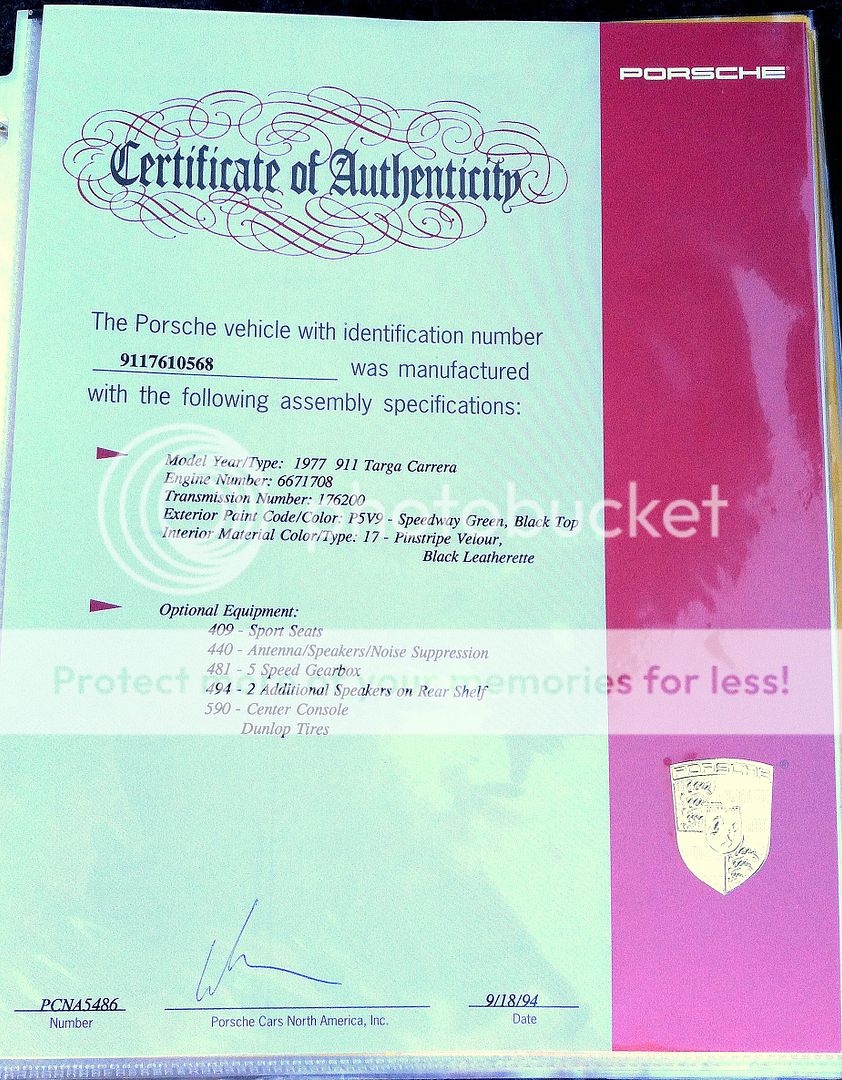 PORSCHE
Certificate of Authenticity
The Porsche vehicle with identification number
9117610568 was manufactured
with the following assembly specifications:
Model Year/Type: 1977 911 Targa Carrera
Engine Number: 6671708
Transmission Number: 176200
Exterior Paint Code/Color: P5V9 - Speedway Green, Black Top
Interior Material Color/Type: 17 - Pinstripe Velour,
Black Leatherette
photobucket
Optional Equipment:
409 - Sport Seats
440 - Antenna/Speakers/Noise Suppression
481 - 5 Speed Gearbox
494 - 2 Additional Speakers on Rear Shelf
590 - Center Console
Dunlop Tires
Protect more of your memories for less!
PORSCHE
PCNA5486
9/18/94
Number
Porsche Cars North America, Inc.
Date